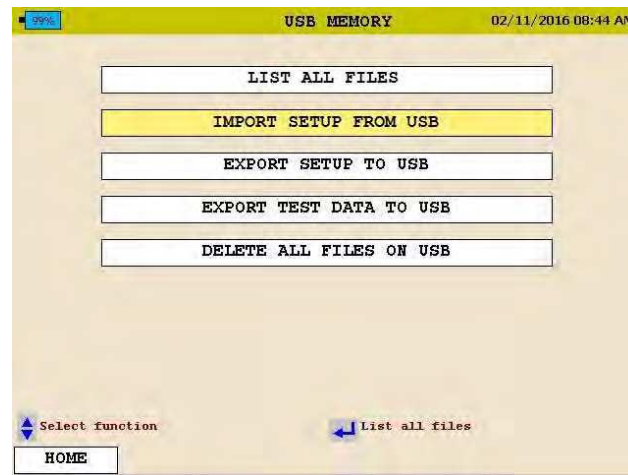 99% USB MEMORY 02/11/2016 08:44 AM
LIST ALL FILES
IMPORT SETUP FROM USB
EXPORT SETUP TO USB
EXPORT TEST DATA TO USB
DELETE ALL FILES ON USB
Select function List all files
HOME